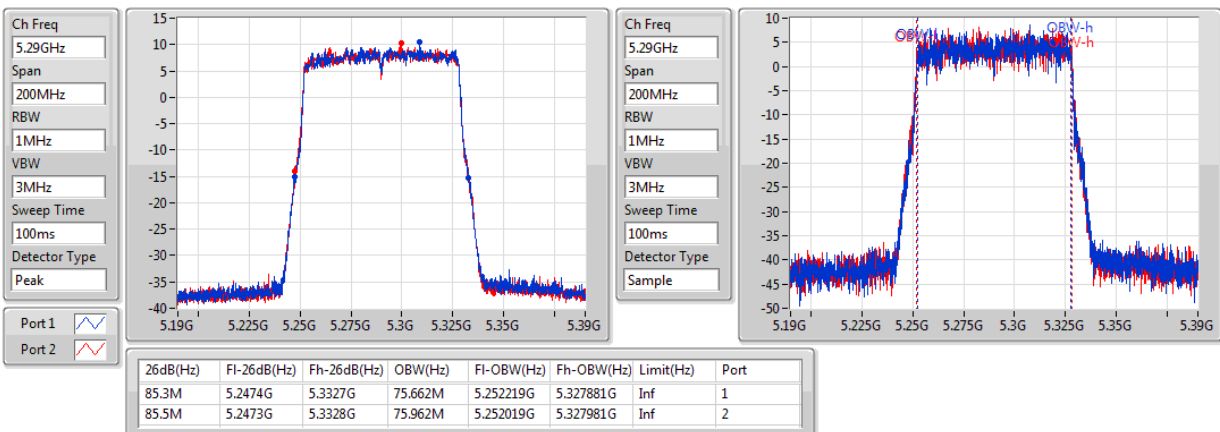 Ch Freq
5.29GHz
Span
200MHz
RBW
1MHz
VBW
3MHz
Sweep Time
100ms
Detector Type
Peak
Port 1
Port 2
15
10
5
0
-5
-10
-15
-20
-25
-30
-35
-40
5.19G 5.225G 5.25G 5.275G 5.3G 5.325G 5.35G 5.39G
Ch Freq
5.29GHz
Span
200MHz
RBW
1MHz
VBW
3MHz
Sweep Time
100ms
Detector Type
Sample
10
5
0
-5
-10
-15
-20
-25
-30
-35
-40
-45
-50
OBW-h
OBW-h
5.19G 5.225G 5.25G 5.275G 5.3G 5.325G 5.35G 5.39G
26dB(Hz) Fl-26dB(Hz) Fh-26dB(Hz) OBW(Hz) Fl-OBW(Hz) Fh-OBW(Hz) Limit(Hz) Port
85.3M 5.2474G 5.3327G 75.662M 5.252219G 5.327881G Inf 1
85.5M 5.2473G 5.3328G 75.962M 5.252019G 5.327981G Inf 2